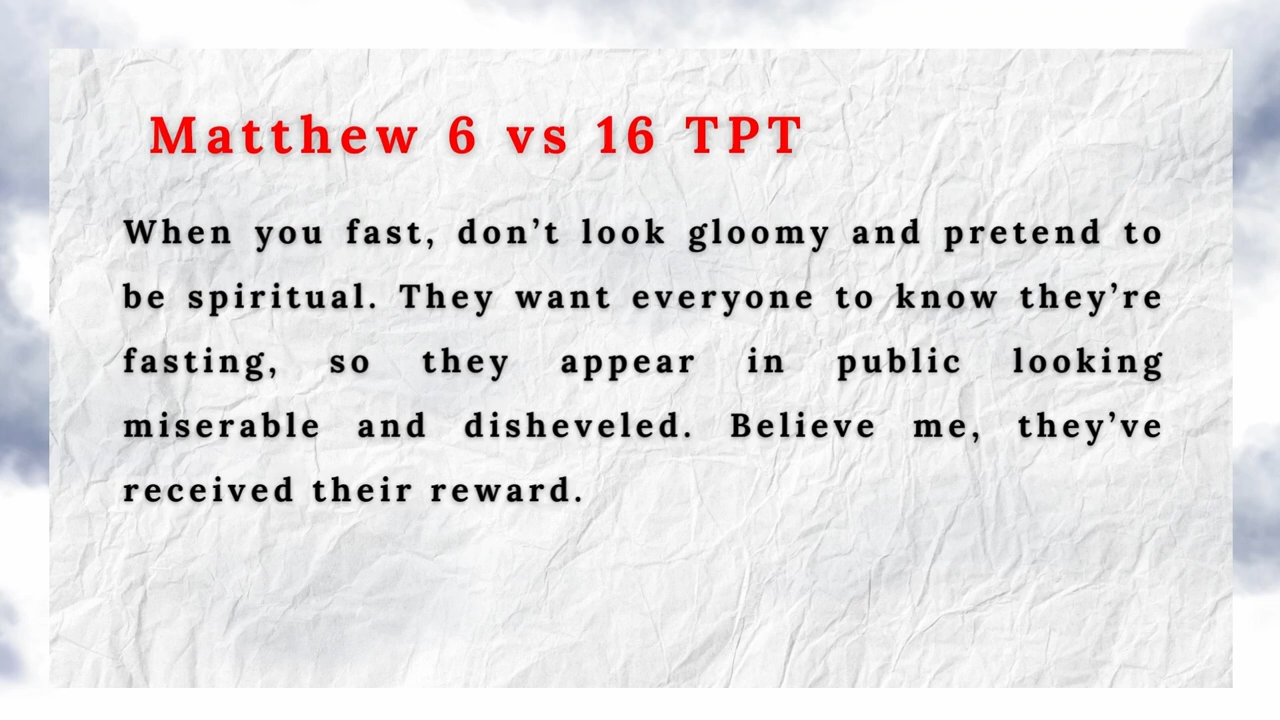 Matthew 6 vs 16 TPT
When you fast, don’t look gloomy and pretend to
be spiritual. They want everyone to know they’re
fasting, so they appear in public looking
miserable and disheveled. Believe me, they’ve
received their reward.